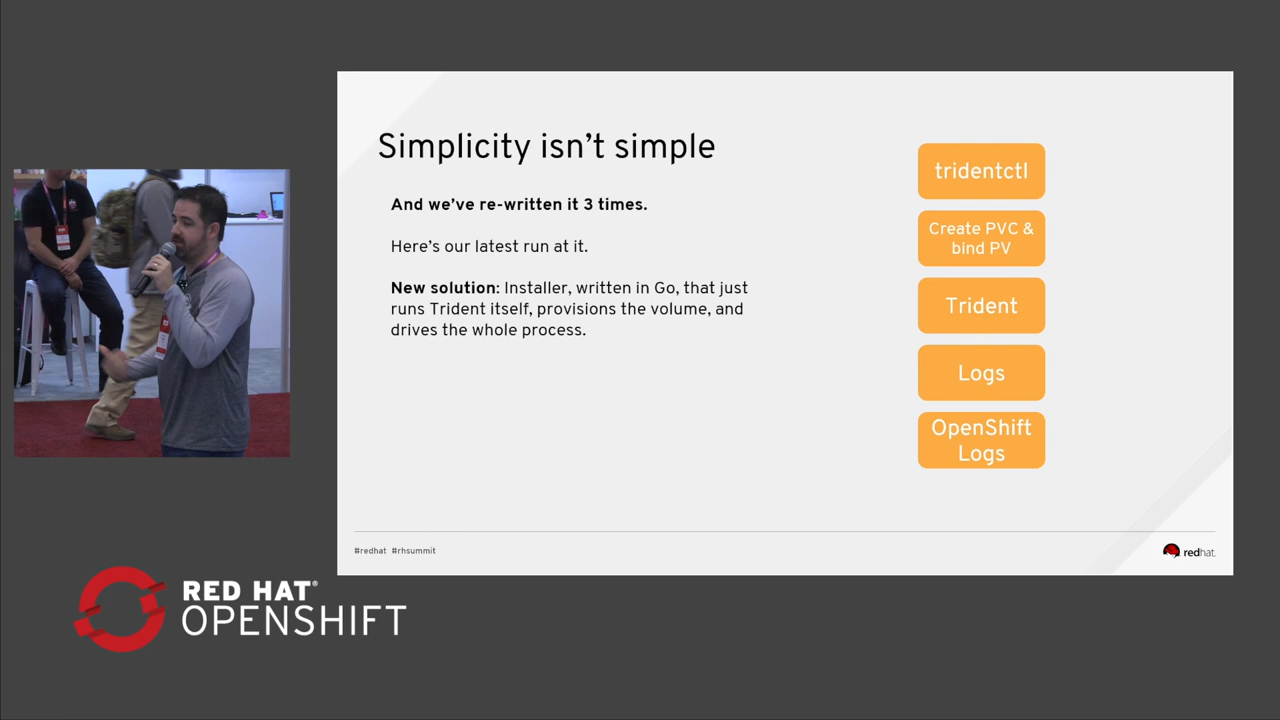 Simplicity isn't simple
And we've re-written it 3 times.
Here's our latest run at it.
New solution: Installer, written in Go, that just
runs Trident itself, provisions the volume, and
drives the whole process.
tridentctl
Create PVC &
bind PV
Trident
Logs
OpenShift
Logs
#redhat #rhsummit
redhat.
RED HAT®
OPENSHIFT